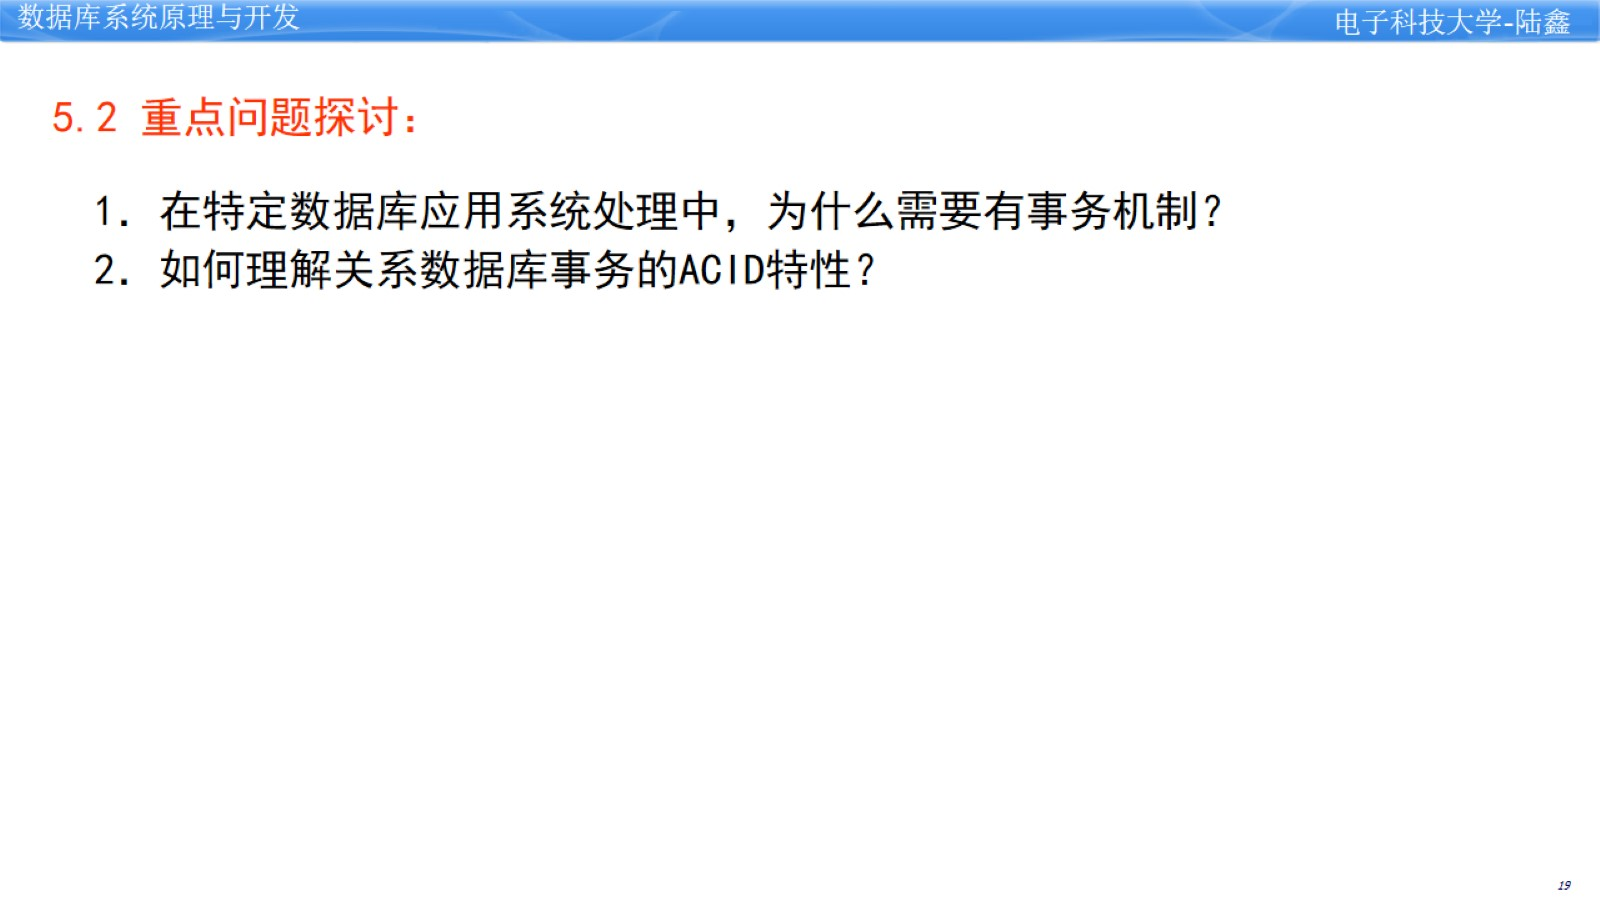 数据库系统原理与开发
电子科技大学-陆鑫
5.2 重点问题探讨：
1. 在特定数据库应用系统处理中，为什么需要有事务机制？
2. 如何理解关系数据库事务的ACID特性？
19